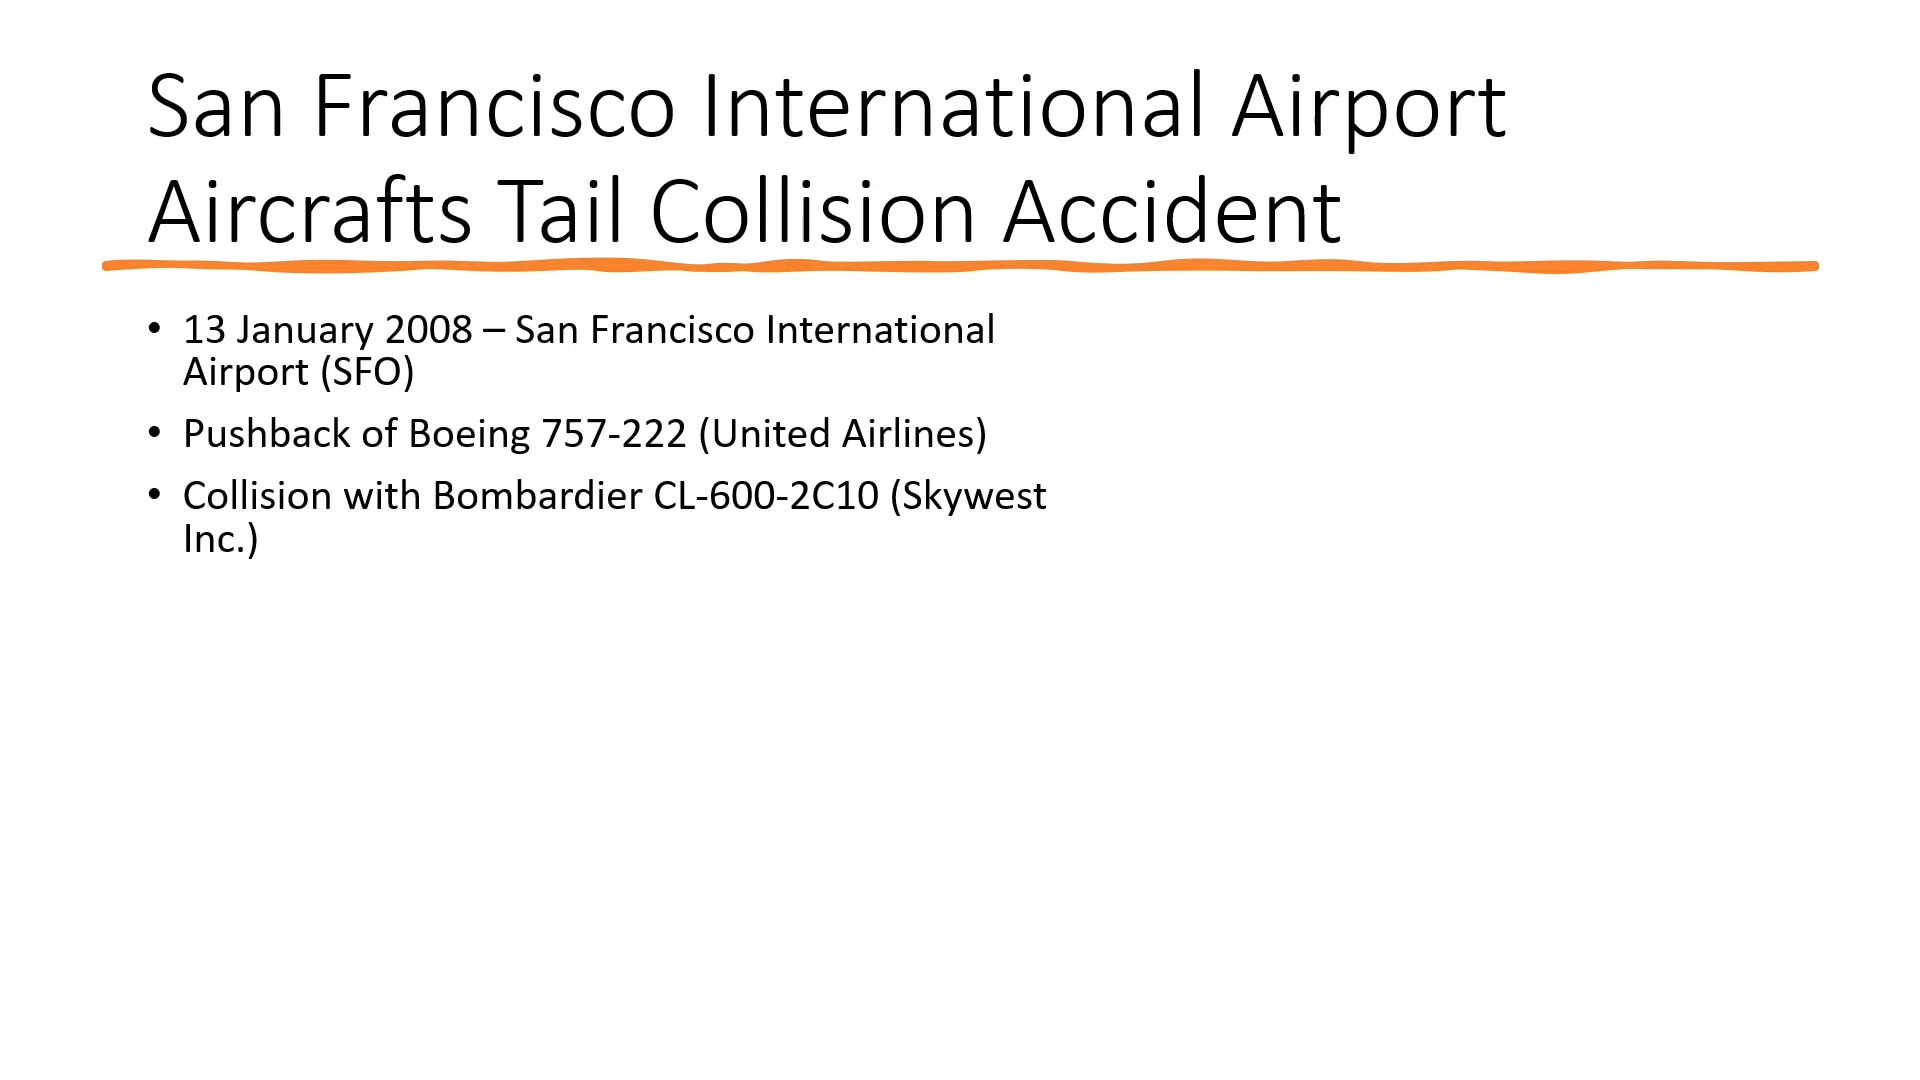 San Francisco International Airport
Aircrafts Tail Collision Accident
• 13 January 2008 – San Francisco International
Airport (SFO)
• Pushback of Boeing 757-222 (United Airlines)
• Collision with Bombardier CL-600-2C10 (Skywest
Inc.)